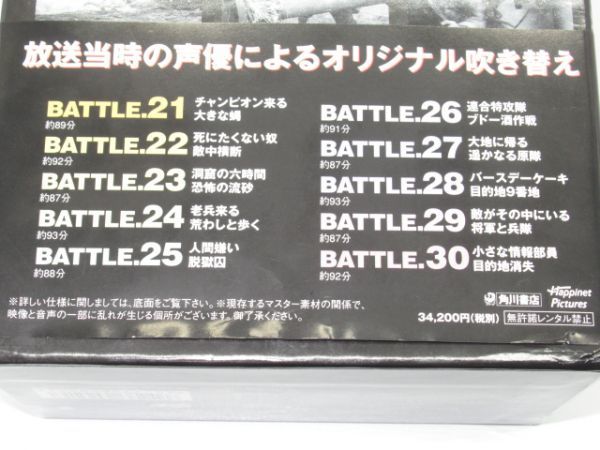 放送当時の声優によるオリジナル吹き替え
BATTLE.21 チャンピオン来る
約89分 大きな蝿
BATTLE.22 死にたくない奴
約92分 敵中横断
BATTLE.23 洞窟の六時間
約87分 恐怖の流砂
BATTLE.24 老兵来る
約93分 荒わしと歩く
BATTLE.25 人間嫌い
約88分 脱獄囚
BATTLE.26 連合特攻隊
約91分 ブドー酒作戦
BATTLE.27 大地に帰る
約87分 遥かなる原隊
BATTLE.28 バースデーケーキ
約93分 目的地9番地
BATTLE.29 敵がその中にいる
約87分 将軍と兵隊
BATTLE.30 小さな情報部員
約92分 目的地消失
※詳しい仕様に関しましては、底面をご覧下さい。※現存するマスター素材の関係で、
映像と音声の一部に乱れが生じる個所がございます。御了承ください。
角川書店
Happinet
Pictures
34,200円(税別) 無許諾レンタル禁止